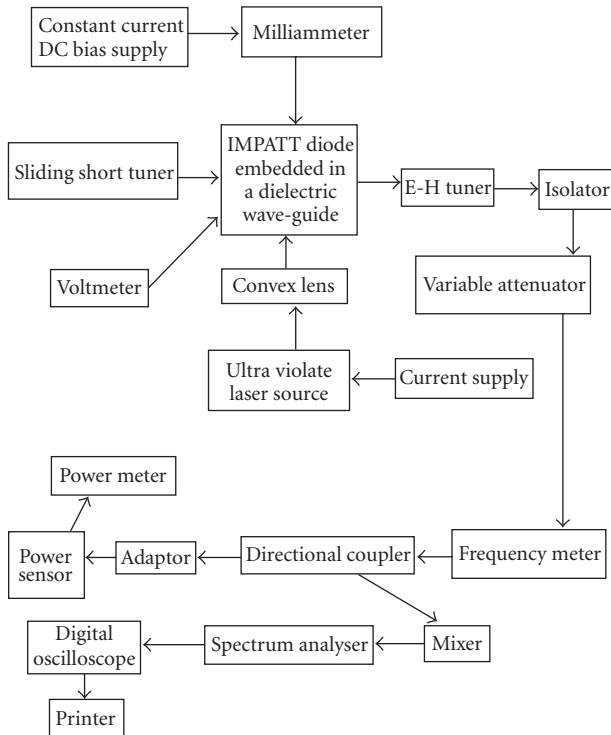 Constant current
DC bias supply
Milliammeter
IMPATT diode
embedded in
a dielectric
wave-guide
Sliding short tuner
E-H tuner
Isolator
Voltmeter
Convex lens
Variable attenuator
Ultra violate
laser source
Current supply
Power meter
Power
sensor
Adaptor
Directional coupler
Frequency meter
Digital
oscilloscope
Spectrum analyser
Mixer
Printer